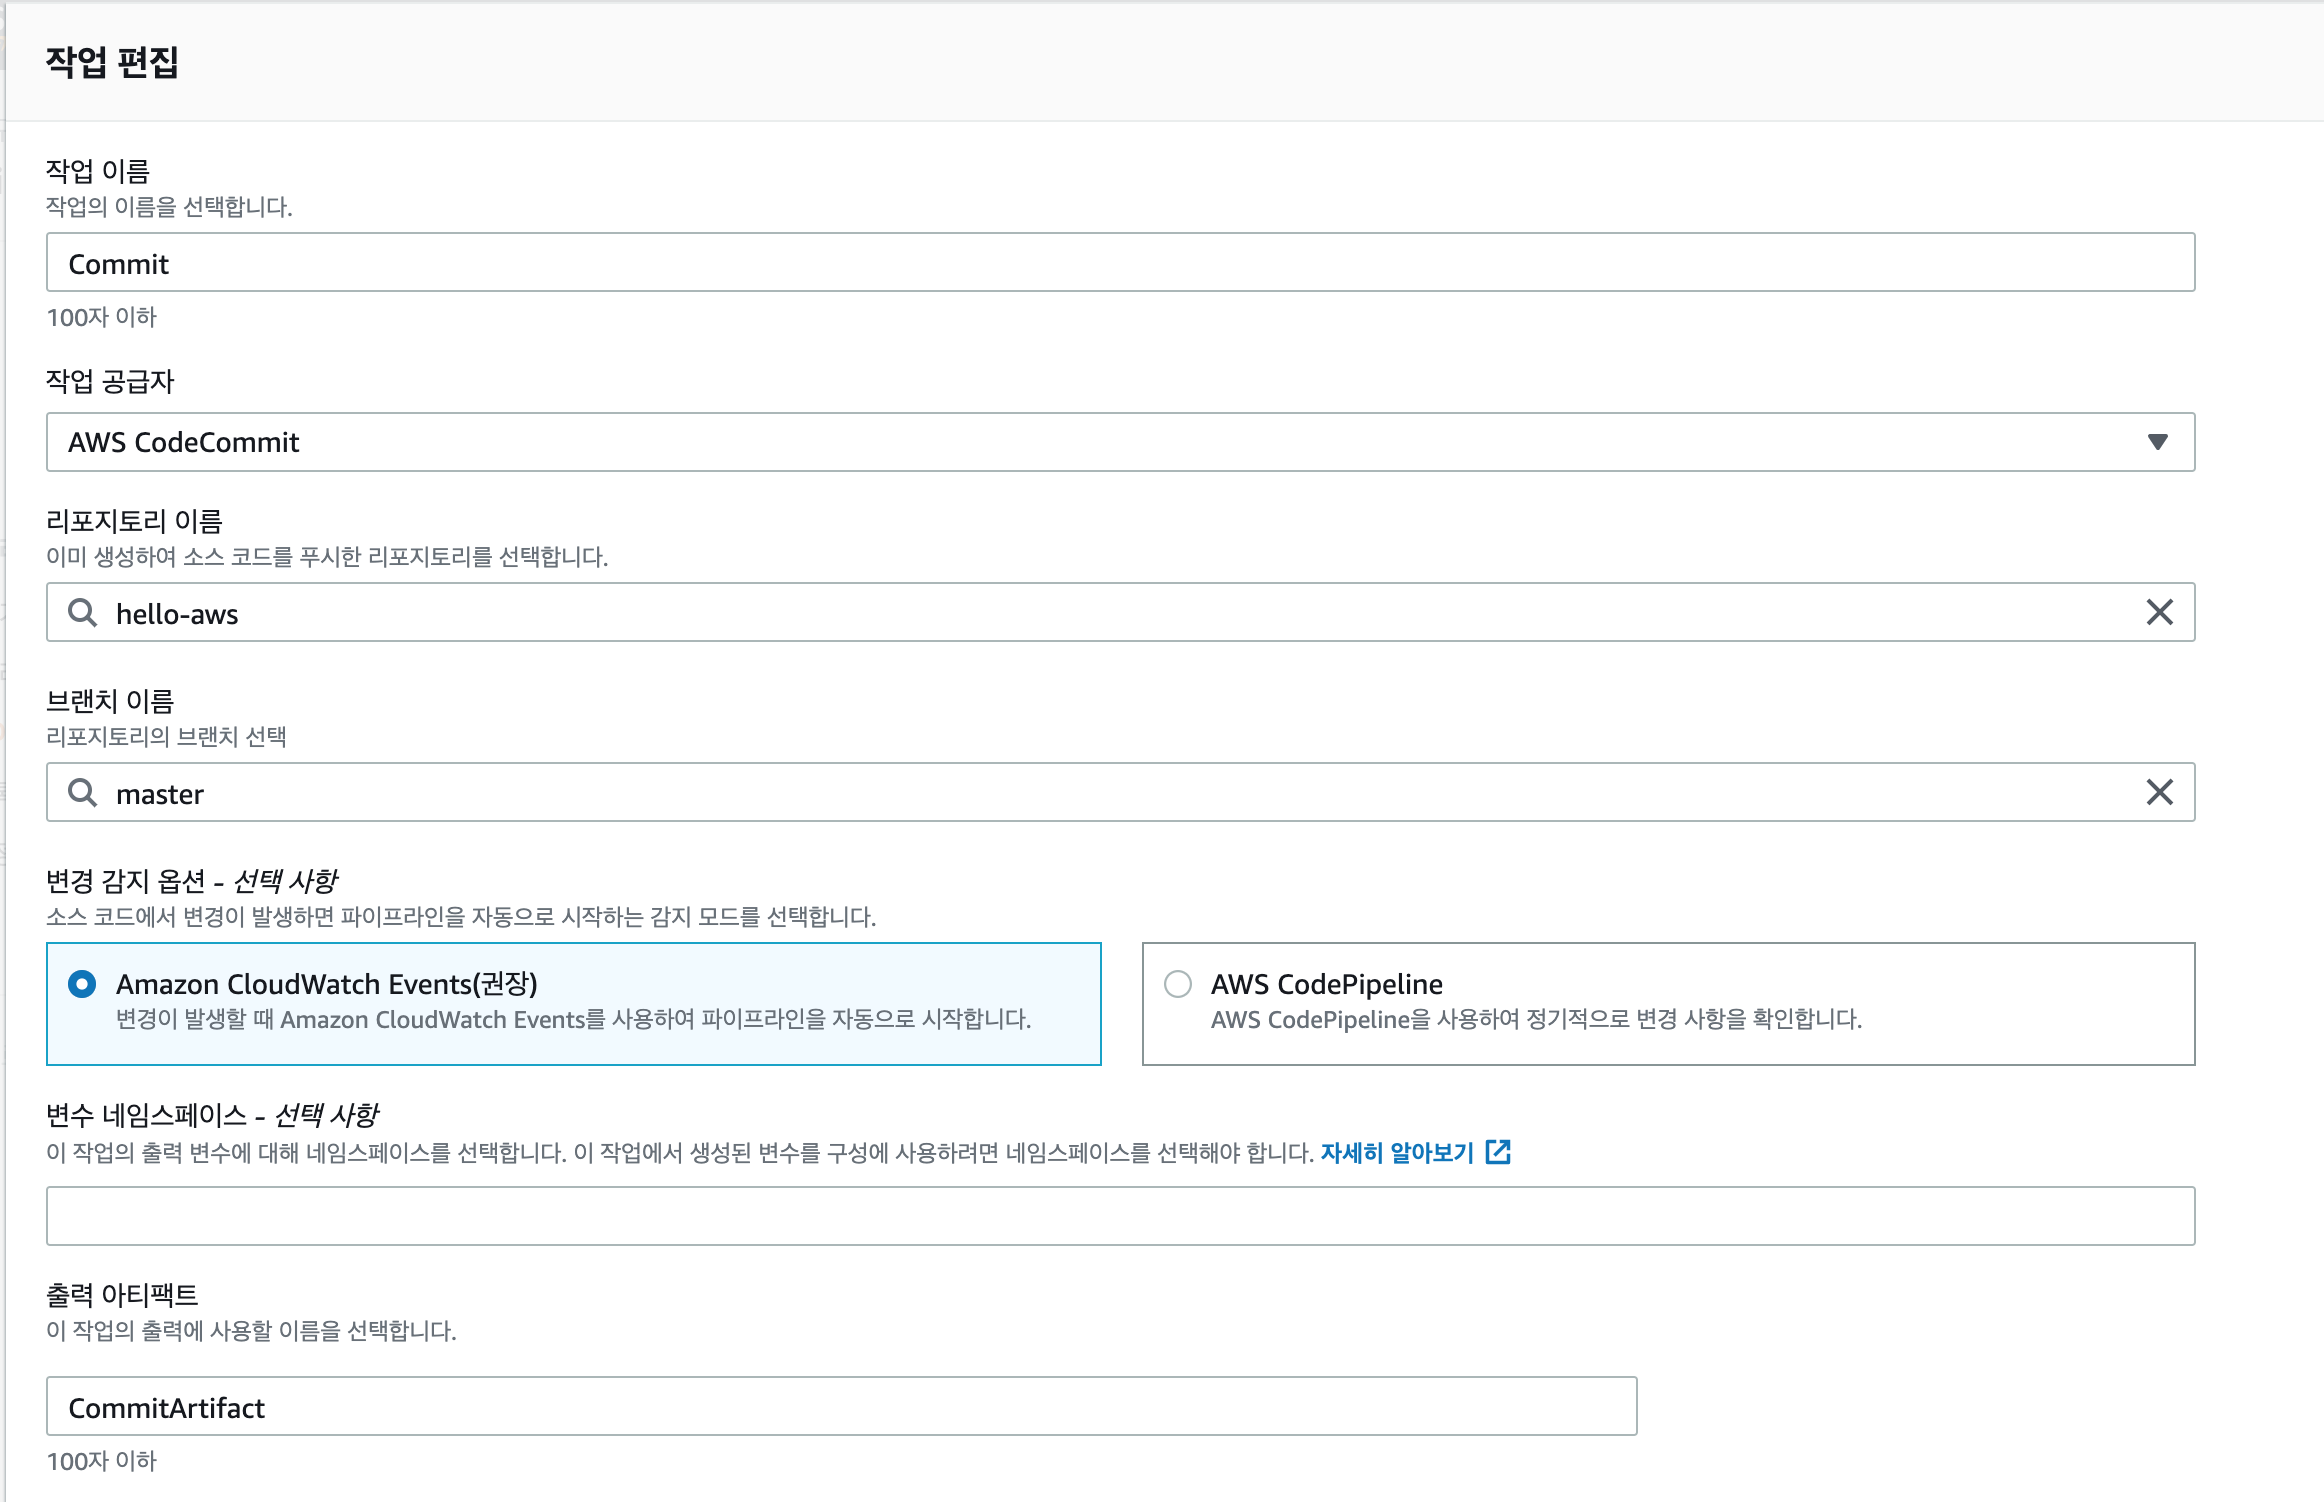 작업 편집
작업 이름
작업의 이름을 선택합니다.
Commit
100자 이하
작업 공급자
AWS CodeCommit
리포지토리 이름
이미 생성하여 소스 코드를 푸시한 리포지토리를 선택합니다.
hello-aws
브랜치 이름
리포지토리의 브랜치 선택
master
변경 감지 옵션 - 선택 사항
소스 코드에서 변경이 발생하면 파이프라인을 자동으로 시작하는 감지 모드를 선택합니다.
Amazon CloudWatch Events(권장)
변경이 발생할 때 Amazon CloudWatch Events를 사용하여 파이프라인을 자동으로 시작합니다.
AWS CodePipeline
AWS CodePipeline을 사용하여 정기적으로 변경 사항을 확인합니다.
변수 네임스페이스 - 선택 사항
이 작업의 출력 변수에 대해 네임스페이스를 선택합니다. 이 작업에서 생성된 변수를 구성에 사용하려면 네임스페이스를 선택해야 합니다. 자세히 알아보기
출력 아티팩트
이 작업의 출력에 사용할 이름을 선택합니다.
CommitArtifact
100자 이하